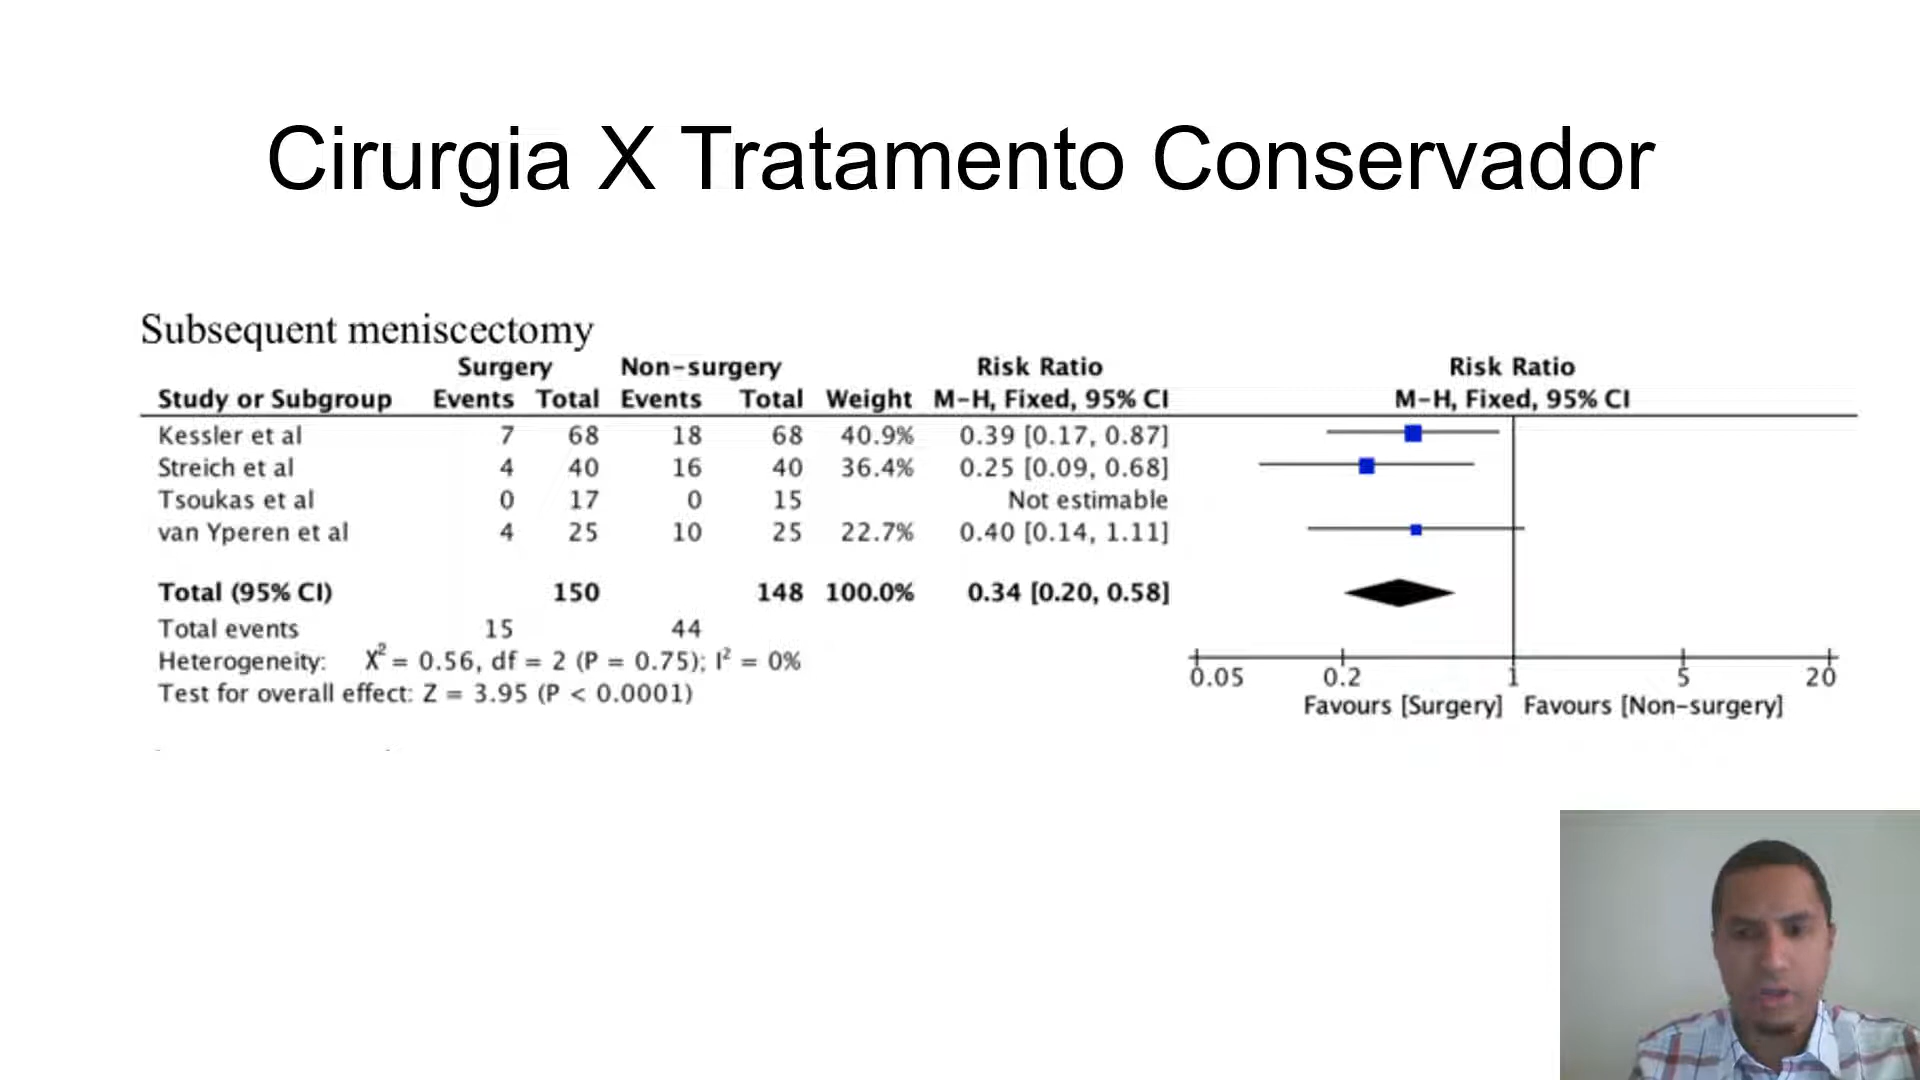 Cirurgia X Tratamento Conservador
Subsequent meniscectomy
Surgery Non-surgery Risk Ratio Risk Ratio
Study or Subgroup Events Total Events Total Weight M-H, Fixed, 95% CI M-H, Fixed, 95% CI
Kessler et al 7 68 18 68 40.9% 0.39 [0.17, 0.87]
Streich et al 4 40 16 40 36.4% 0.25 [0.09, 0.68]
Tsoukas et al 0 17 0 15 Not estimable
van Yperen et al 4 25 10 25 22.7% 0.40 [0.14, 1.11]
Total (95% CI) 150 148 100.0% 0.34 [0.20, 0.58]
Total events 15 44
Heterogeneity: X² = 0.56, df = 2 (P = 0.75); I² = 0%
Test for overall effect: Z = 3.95 (P < 0.0001)
0.05 0.2 1 5 20
Favours [Surgery] Favours [Non-surgery]